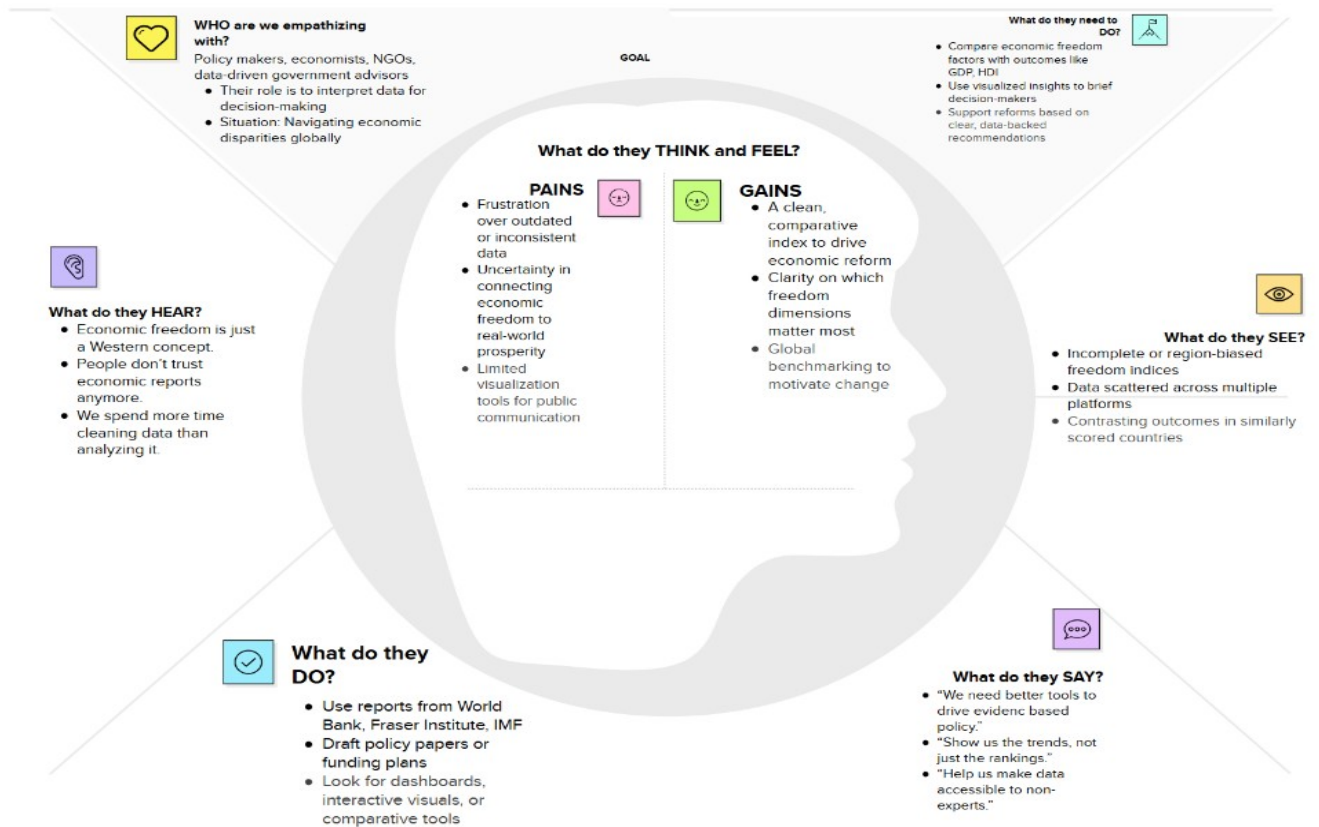 WHO are we empathizing
with?
Policy makers, economists, NGOs,
data-driven government advisors
• Their role is to interpret data for
decision-making
• Situation: Navigating economic
disparities globally
GOAL
What do they need to
DO?
• Compare economic freedom
factors with outcomes like
GDP, HDI
• Use visualized insights to brief
decision-makers
• Support reforms based on
clear, data-backed
recommendations
What do they THINK and FEEL?
PAINS
• Frustration
over outdated
or inconsistent
data
• Uncertainty in
connecting
economic
freedom to
real-world
prosperity
• Limited
visualization
tools for public
communication
GAINS
• A clean,
comparative
index to drive
economic reform
• Clarity on which
freedom
dimensions
matter most
• Global
benchmarking to
motivate change
What do they HEAR?
• Economic freedom is just
a Western concept.
• People don't trust
economic reports
anymore.
• We spend more time
cleaning data than
analyzing it.
What do they SEE?
• Incomplete or region-biased
freedom indices
• Data scattered across multiple
platforms
• Contrasting outcomes in similarly
scored countries
What do they
DO?
• Use reports from World
Bank, Fraser Institute, IMF
• Draft policy papers or
funding plans
• Look for dashboards,
interactive visuals, or
comparative tools
What do they SAY?
• "We need better tools to
drive evidenc based
policy."
• "Show us the trends, not
just the rankings."
• "Help us make data
accessible to non-
experts."